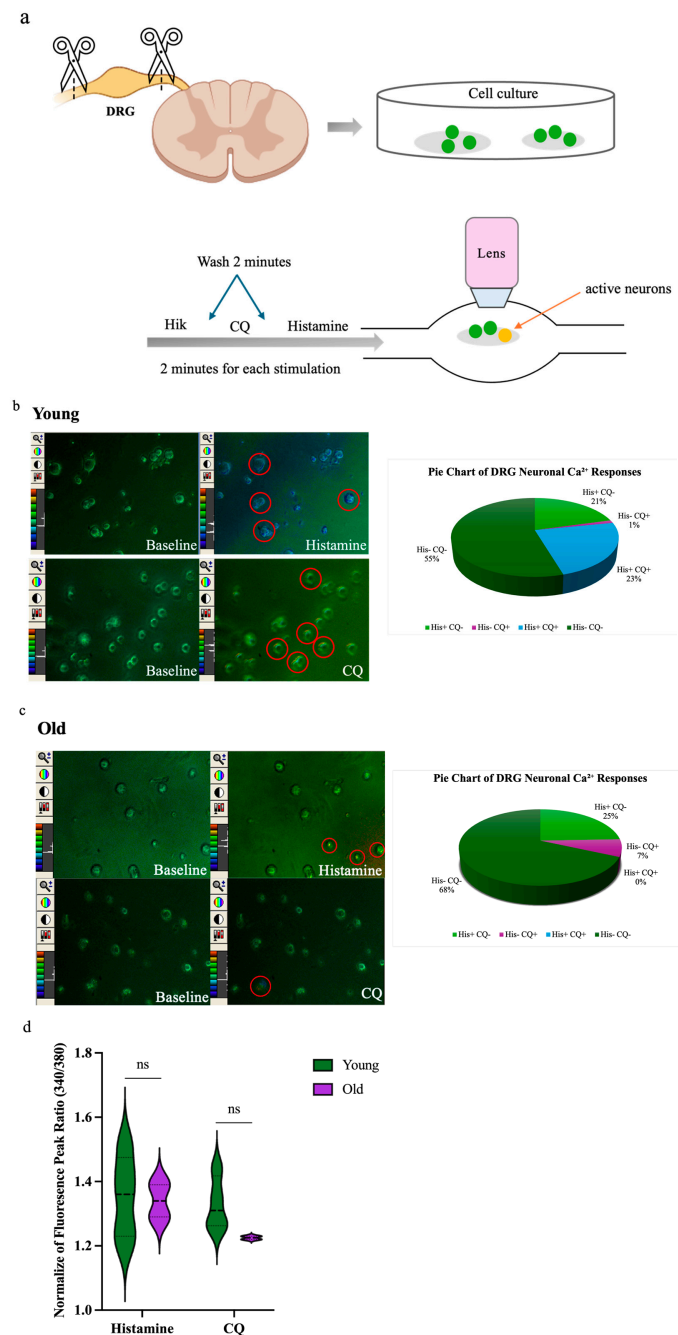 a
DRG
Cell culture
Wash 2 minutes
Hik
CQ
Histamine
2 minutes for each stimulation
Lens
active neurons
b
Young
Baseline
Histamine
Baseline
CQ
Pie Chart of DRG Neuronal Ca²⁺ Responses
His+ CQ-
21%
His- CQ+
1%
His+ CQ+
23%
His- CQ-
55%
His+ CQ- His- CQ+ His+ CQ+ His- CQ-
c
Old
Baseline
Histamine
Baseline
CQ
Pie Chart of DRG Neuronal Ca²⁺ Responses
His+ CQ-
25%
His- CQ+
7%
His+ CQ+
0%
His- CQ-
68%
His+ CQ- His- CQ+ His+ CQ+ His- CQ-
d
Normalize of Fluoresence Peak Ratio (340/380)
1.8
1.6
1.4
1.2
1.0
ns
ns
Young
Old
Histamine
CQ